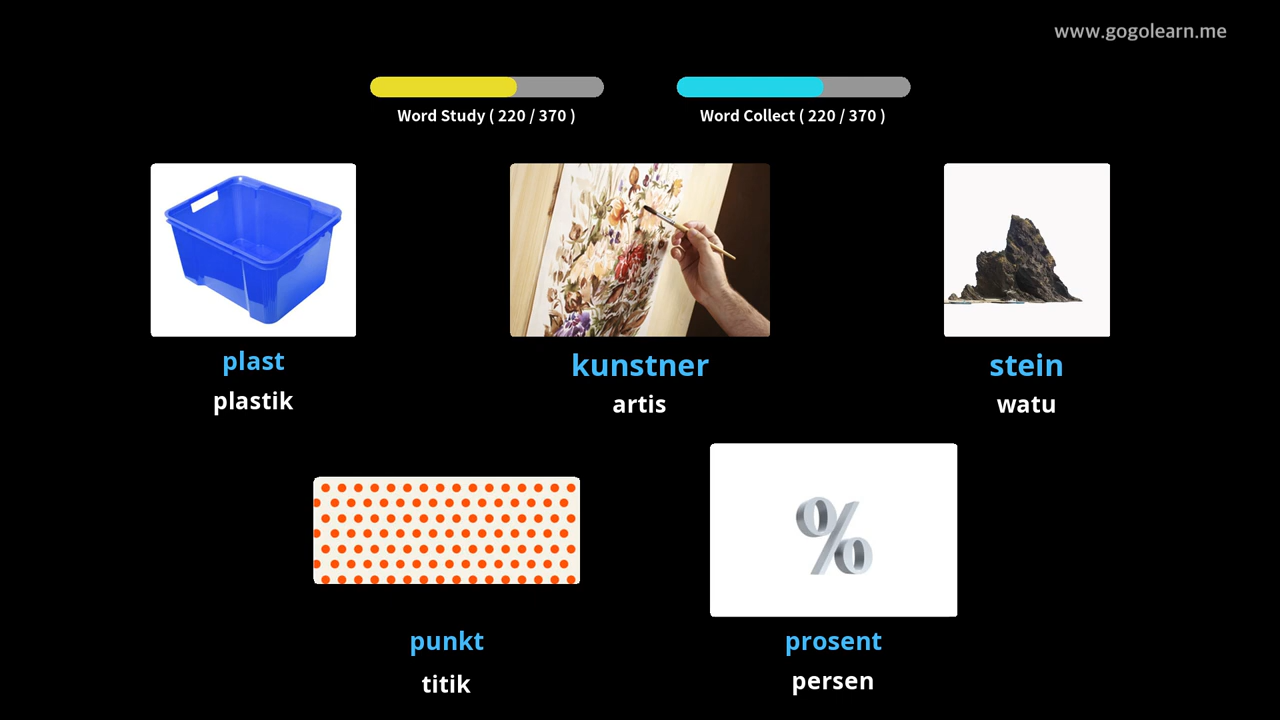 www.gogolearn.me
Word Study ( 220 / 370 )
Word Collect ( 220 / 370 )
plast
plastik
kunstner
artis
stein
watu
punkt
titik
%
prosent
persen